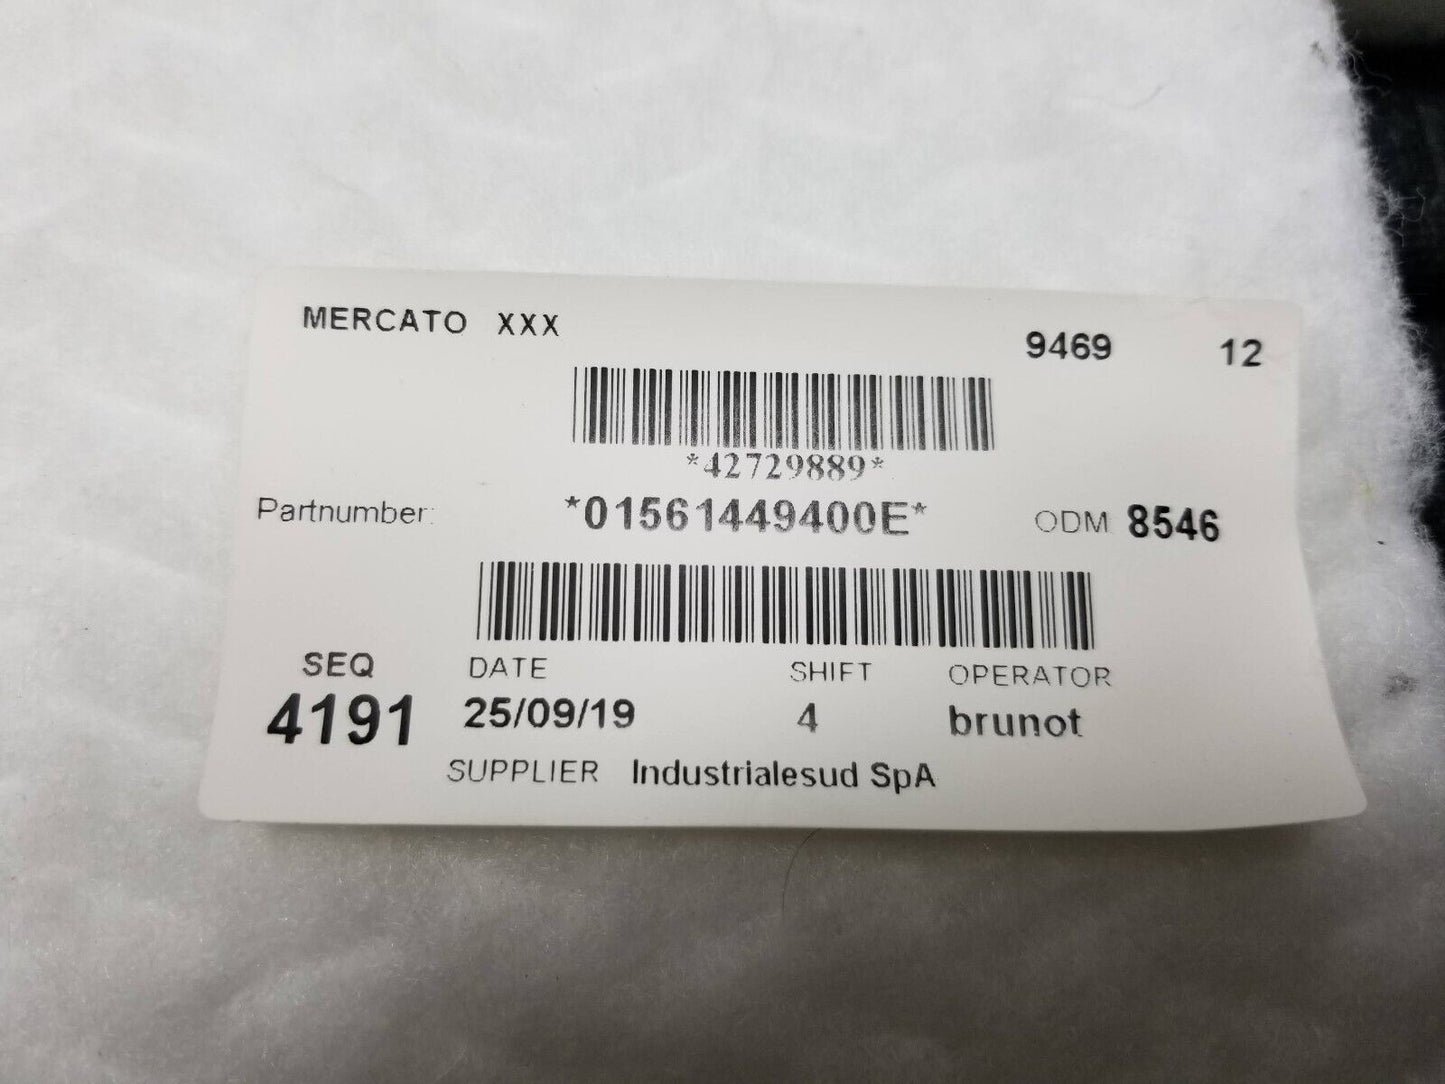 MERCATO XXX
9469 12
*42729889*
Partnumber: *01561449400E* ODM 8546
SEQ DATE SHIFT OPERATOR
4191 25/09/19 4 brunot
SUPPLIER Industrialesud SpA